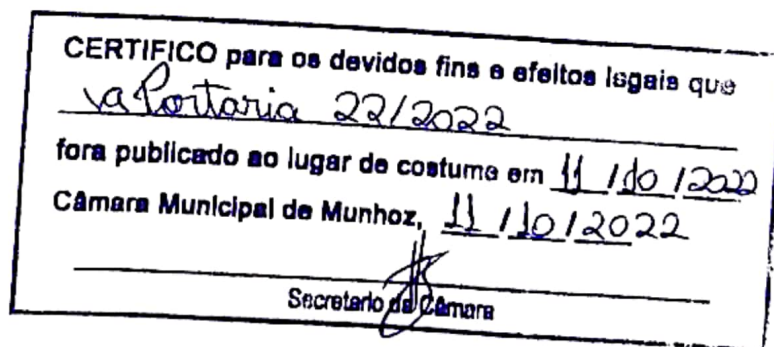 CERTIFICO para os devidos fins e efeitos legais que
a Portaria 22/2022
fora publicado ao lugar de costume em 11/10/2022
Câmara Municipal de Munhoz, 11/10/2022
Secretario da Câmara